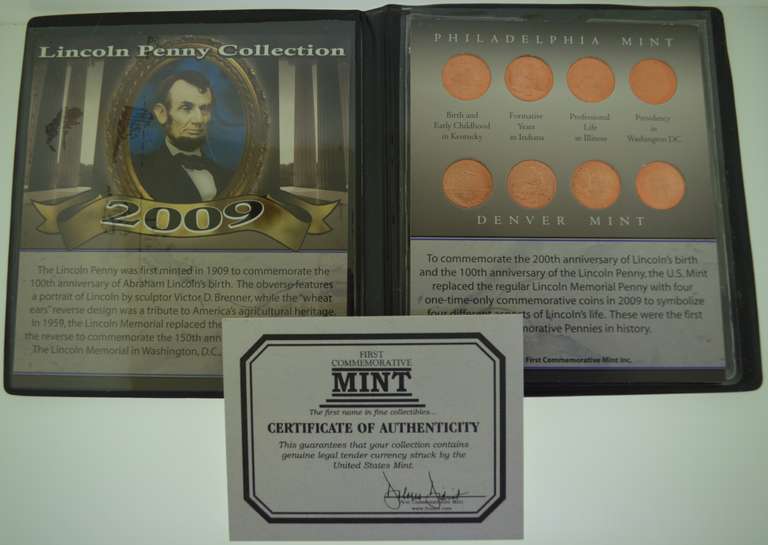 Lincoln Penny Collection
2009
The Lincoln Penny was first minted in 1909 to commemorate the
100th anniversary of Abraham Lincoln's birth. The obverse features
a portrait of Lincoln by sculptor Victor D. Brenner, while the "wheat
ears" reverse design was a tribute to America's agricultural heritage.
In 1959, the Lincoln Memorial replaced the
the reverse to commemorate the 150th
The Lincoln Memorial in Washington, D.C.,
PHILADELPHIA MINT
Birth and
Early Childhood
in Kentucky
Formative
Years
in Indiana
Professional
Life
in Illinois
Presidency
in
Washington DC
DENVER MINT
To commemorate the 200th anniversary of Lincoln's birth
and the 100th anniversary of the Lincoln Penny, the U.S. Mint
replaced the regular Lincoln Memorial Penny with four
one-time-only commemorative coins in 2009 to symbolize
four different aspects of Lincoln's life. These were the first
morative Pennies in history.
First Commemorative Mint Inc.
FIRST
COMMEMORATIVE
MINT
The first name in fine collectibles...
CERTIFICATE OF AUTHENTICITY
This guarantees that your collection contains
genuine legal tender currency struck by the
United States Mint.
First Commemorative Mint